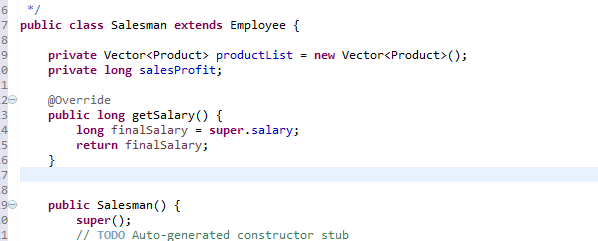 6 */
7 public class Salesman extends Employee {
8
9 private Vector<Product> productList = new Vector<Product>();
0 private long salesProfit;
1
2 @Override
3 public long getSalary() {
4 long finalSalary = super.salary;
5 return finalSalary;
6 }
7
8
9 public Salesman() {
0 super();
1 // TODO Auto-generated constructor stub